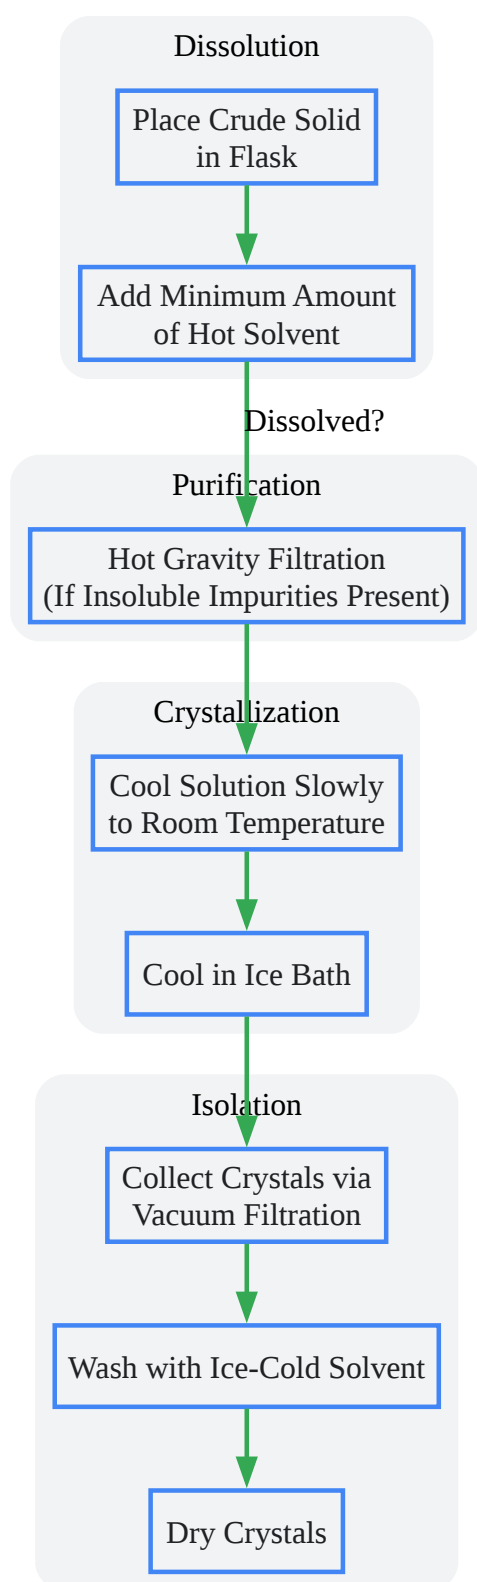 Dissolution
Place Crude Solid
in Flask
Add Minimum Amount
of Hot Solvent
Dissolved?
Purification
Hot Gravity Filtration
(If Insoluble Impurities Present)
Crystallization
Cool Solution Slowly
to Room Temperature
Cool in Ice Bath
Isolation
Collect Crystals via
Vacuum Filtration
Wash with Ice-Cold Solvent
Dry Crystals